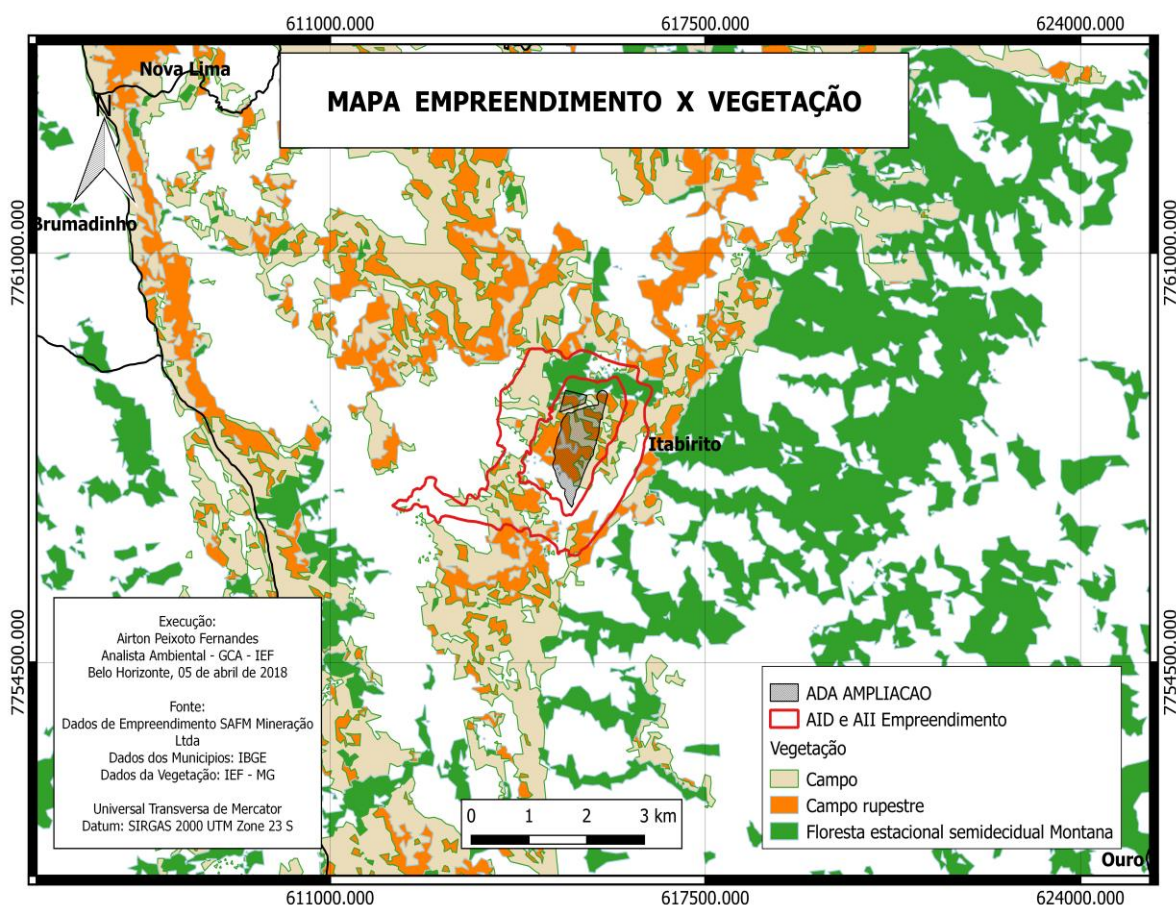 611000.000
617500.000
624000.000
Nova Lima
MAPA EMPREENDIMENTO X VEGETAÇÃO
N
Brumadinho
7761000.000
7761000.000
Itabirito
Execução:
Airton Peixoto Fernandes
Analista Ambiental - GCA - IEF
Belo Horizonte, 05 de abril de 2018
Fonte:
Dados de Empreendimento SAFM Mineração
Ltda
Dados dos Municipios: IBGE
Dados da Vegetação: IEF - MG
Universal Transversa de Mercator
Datum: SIRGAS 2000 UTM Zone 23 S
7754500.000
7754500.000
ADA AMPLIACAO
AID e AII Empreendimento
Vegetação
Campo
Campo rupestre
Floresta estacional semidecidual Montana
0 1 2 3 km
Ouro
611000.000
617500.000
624000.000